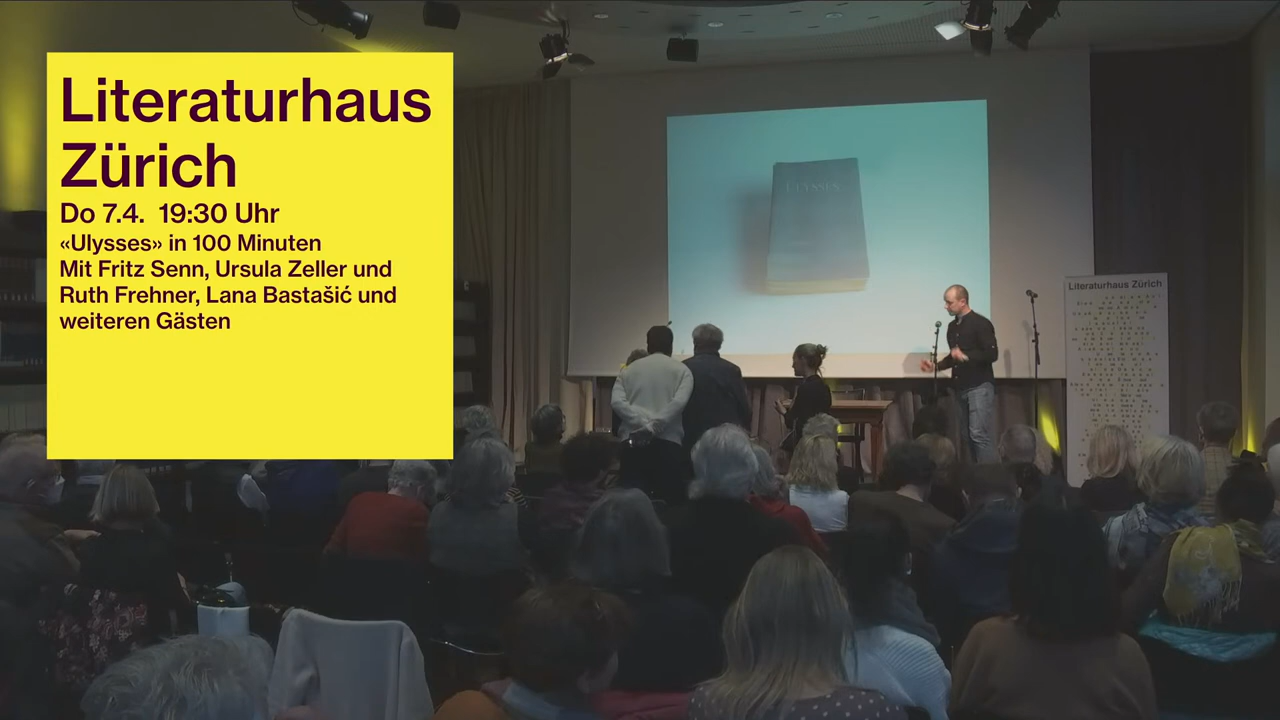 Literaturhaus
Zürich
Do 7.4. 19:30 Uhr
«Ulysses» in 100 Minuten
Mit Fritz Senn, Ursula Zeller und
Ruth Frehner, Lana Bastašić und
weiteren Gästen
ULYSSES
Literaturhaus Zürich